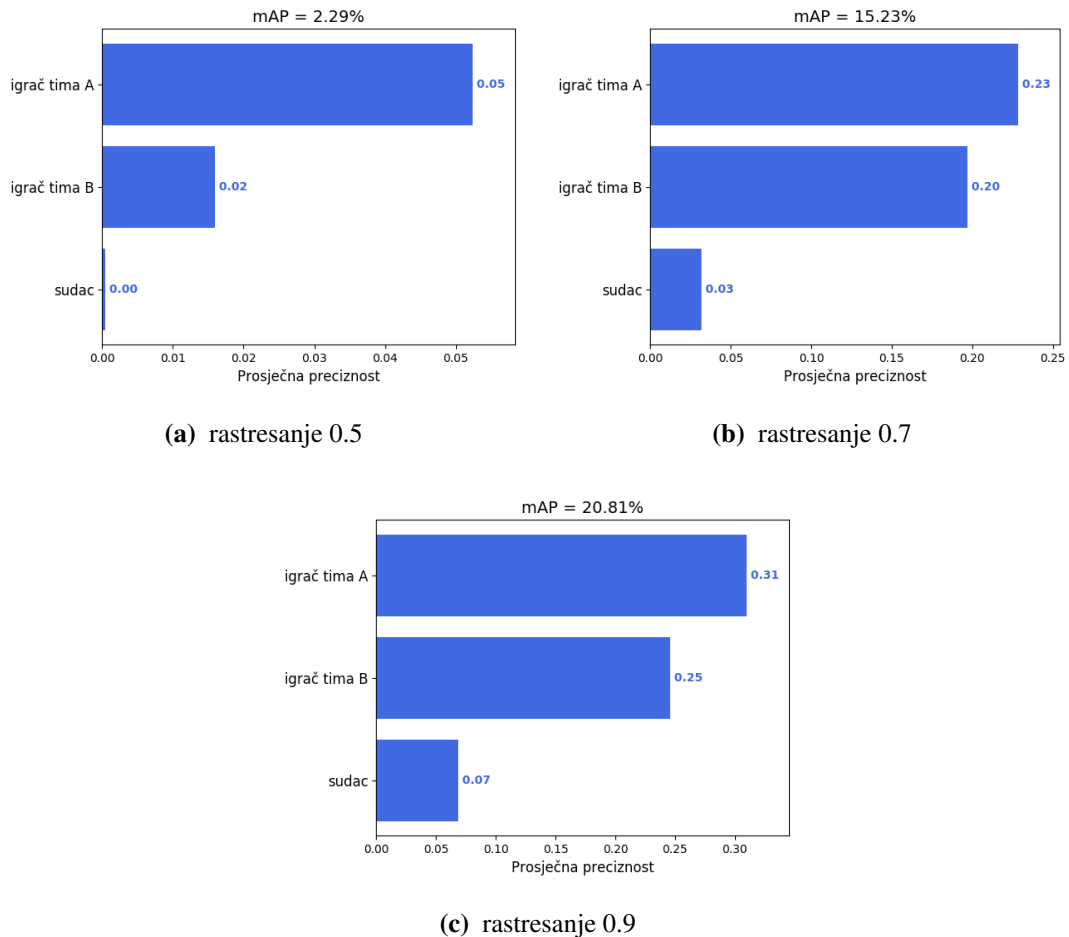 mAP = 2.29%
igrač tima A
0.05
igrač tima B
0.02
sudac
0.00
0.00 0.01 0.02 0.03 0.04 0.05
Prosječna preciznost
(a) rastresanje 0.5
mAP = 15.23%
igrač tima A
0.23
igrač tima B
0.20
sudac
0.03
0.00 0.05 0.10 0.15 0.20 0.25
Prosječna preciznost
(b) rastresanje 0.7
mAP = 20.81%
igrač tima A
0.31
igrač tima B
0.25
sudac
0.07
0.00 0.05 0.10 0.15 0.20 0.25 0.30
Prosječna preciznost
(c) rastresanje 0.9